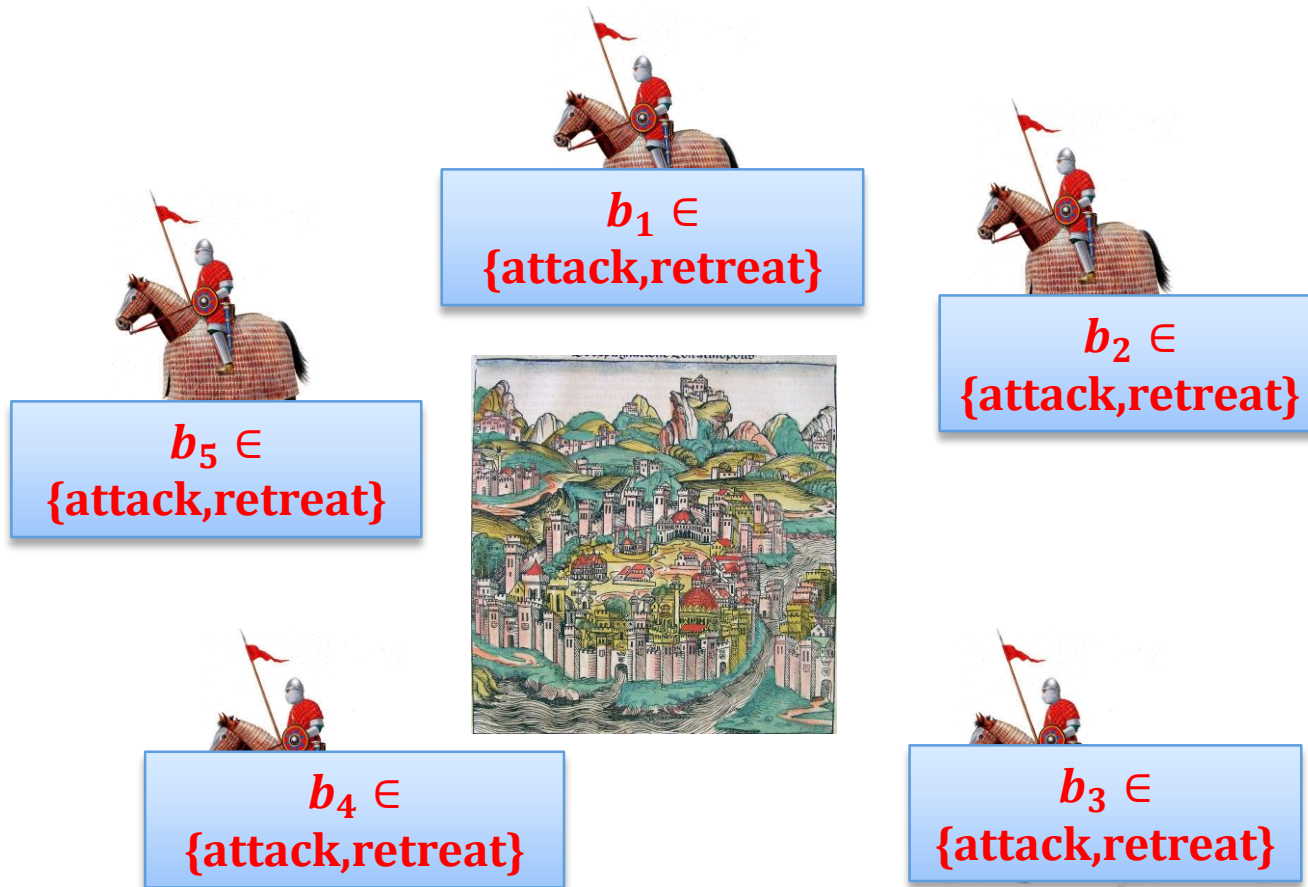 b₁ ∈
{attack,retreat}
b₂ ∈
{attack,retreat}
b₅ ∈
{attack,retreat}
b₄ ∈
{attack,retreat}
b₃ ∈
{attack,retreat}